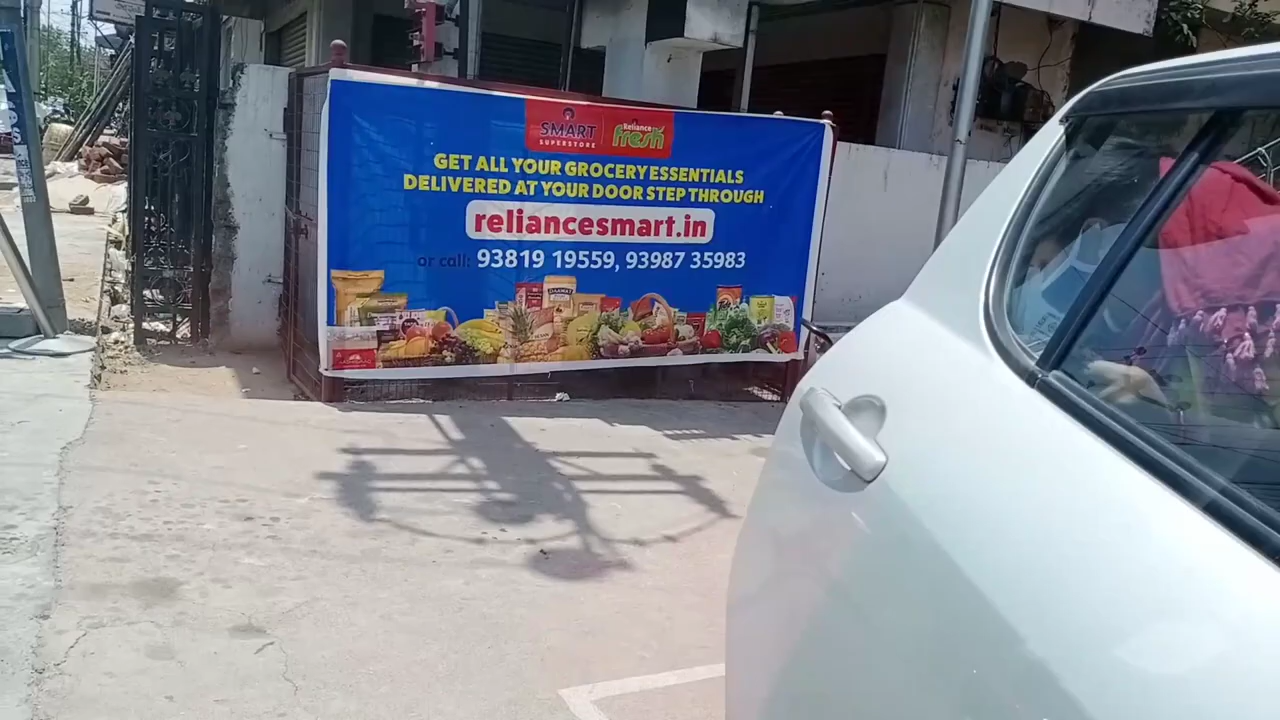 SMART
SUPERSTORE
Reliance
fresh
GET ALL YOUR GROCERY ESSENTIALS
DELIVERED AT YOUR DOOR STEP THROUGH
reliancesmart.in
or call: 93819 19559, 93987 35983
DAAWAT